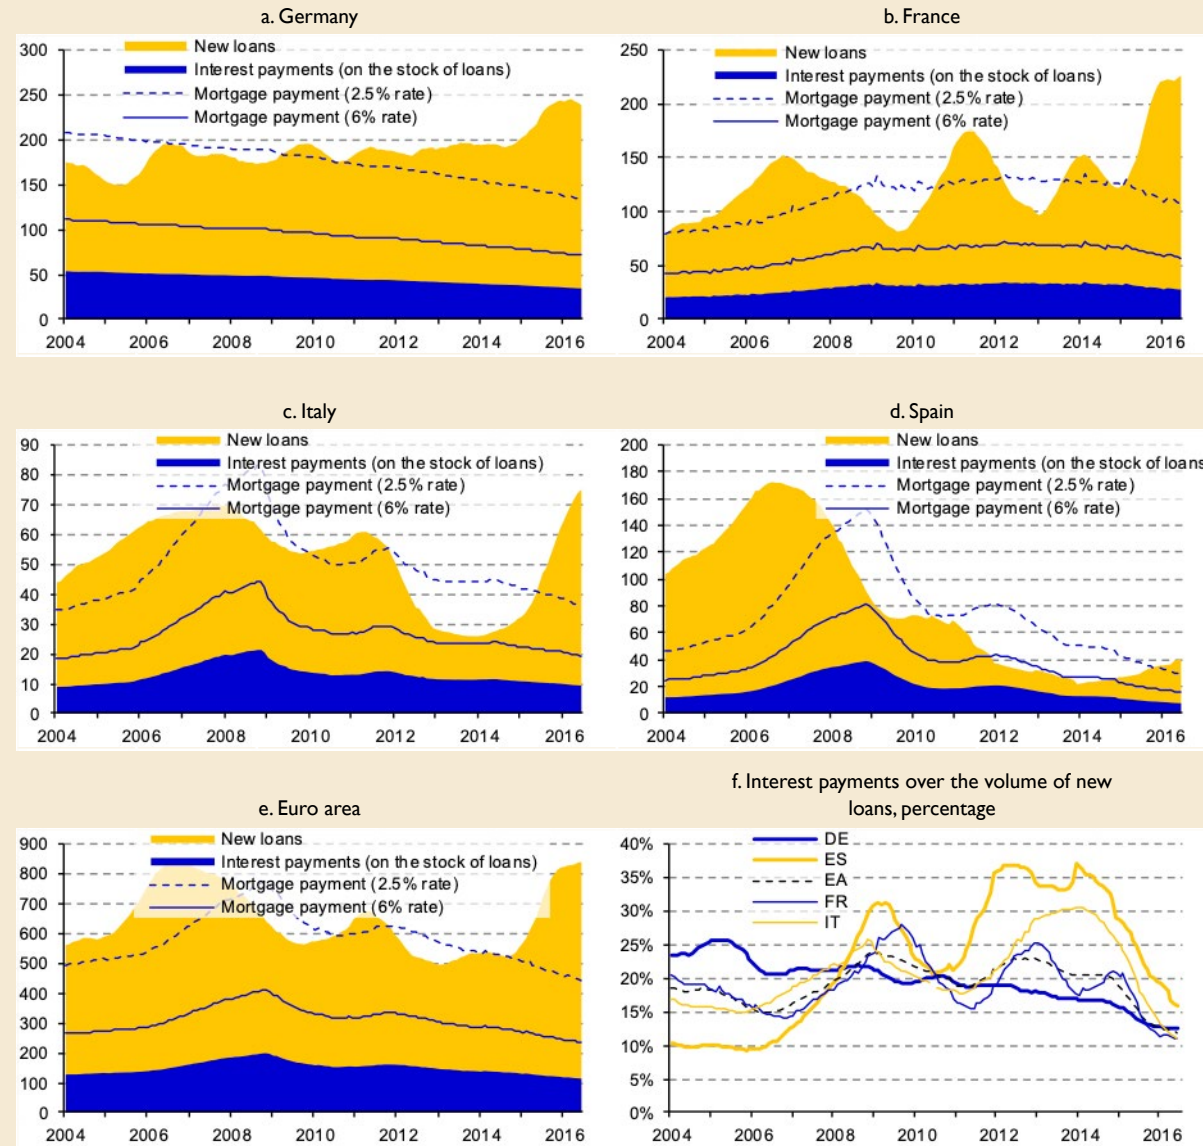 a. Germany
300
250
200
150
100
50
0
New loans
Interest payments (on the stock of loans)
Mortgage payment (2.5% rate)
Mortgage payment (6% rate)
2004 2006 2008 2010 2012 2014 2016
b. France
250
200
150
100
50
0
New loans
Interest payments (on the stock of loans)
Mortgage payment (2.5% rate)
Mortgage payment (6% rate)
2004 2006 2008 2010 2012 2014 2016
c. Italy
90
80
70
60
50
40
30
20
10
0
New loans
Interest payments (on the stock of loans)
Mortgage payment (2.5% rate)
Mortgage payment (6% rate)
2004 2006 2008 2010 2012 2014 2016
d. Spain
200
180
160
140
120
100
80
60
40
20
0
New loans
Interest payments (on the stock of loans
Mortgage payment (2.5% rate)
Mortgage payment (6% rate)
2004 2006 2008 2010 2012 2014 2016
e. Euro area
900
800
700
600
500
400
300
200
100
0
New loans
Interest payments (on the stock of loans)
Mortgage payment (2.5% rate)
Mortgage payment (6% rate)
2004 2006 2008 2010 2012 2014 2016
f. Interest payments over the volume of new
loans, percentage
40%
35%
30%
25%
20%
15%
10%
5%
0%
DE
ES
EA
FR
IT
2004 2006 2008 2010 2012 2014 2016